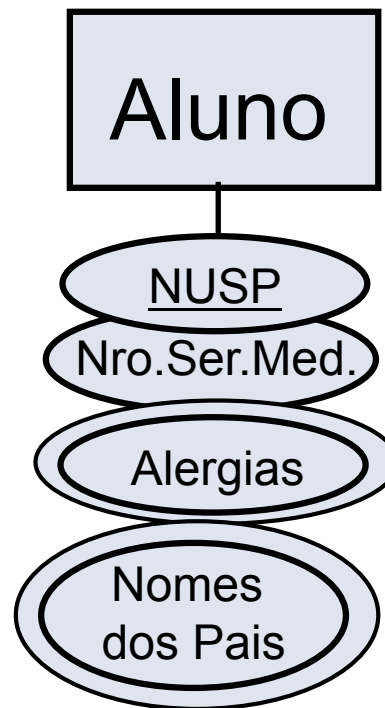 Aluno
NUSP
Nro.Ser.Med.
Alergias
Nomes
dos Pais